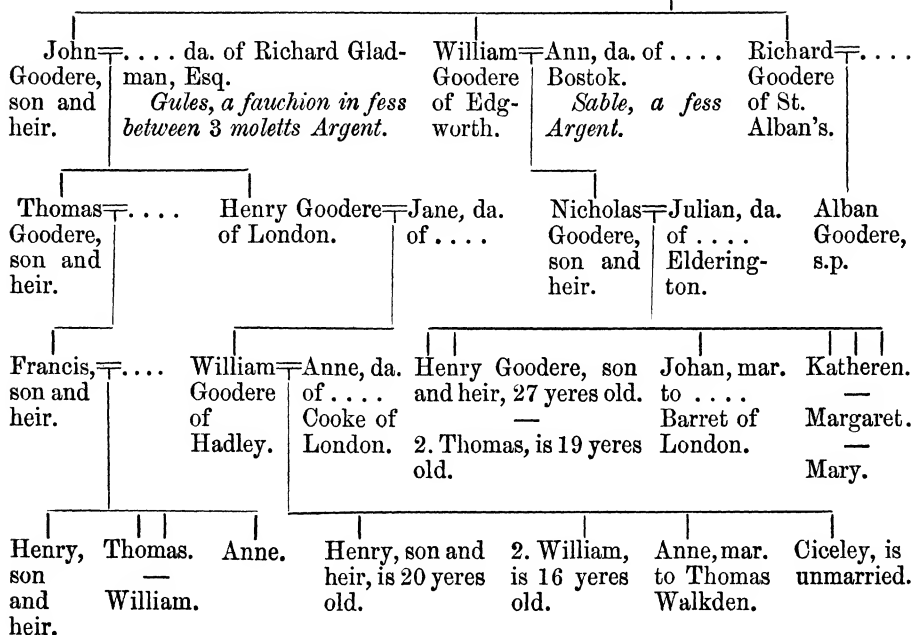 John=.... da. of Richard Glad-
Goodere, man, Esq.
son and Gules, a fauchion in fess
heir. between 3 moletts Argent.
William=Ann, da. of ....
Goodere Bostok.
of Edg- Sable, a fess
worth. Argent.
Richard=....
Goodere
of St.
Alban's.
Thomas=....
Goodere,
son and
heir.
Henry Goodere=Jane, da.
of London. of ....
Nicholas=Julian, da.
Goodere, of ....
son and Eldering-
heir. ton.
Alban
Goodere,
s.p.
Francis,=....
son and
heir.
William=Anne, da.
Goodere of ....
of Cooke of
Hadley. London.
Henry Goodere, son
and heir, 27 yeres old.
—
2. Thomas, is 19 yeres
old.
Johan, mar.
to ....
Barret of
London.
Katheren.
—
Margaret.
—
Mary.
Henry,
son
and
heir.
Thomas.
—
William.
Anne.
Henry, son and
heir, is 20 yeres
old.
2. William,
is 16 yeres
old.
Anne, mar.
to Thomas
Walkden.
Ciceley, is
unmarried.